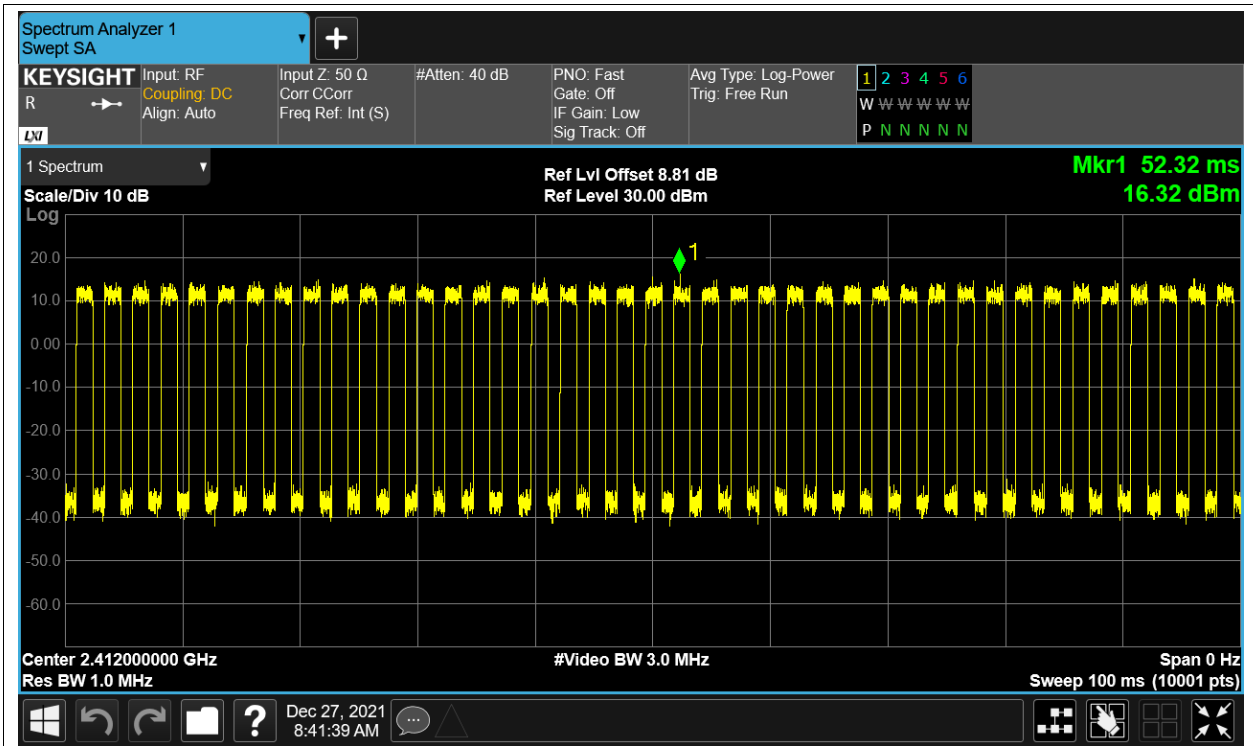 Spectrum Analyzer 1
Swept SA
KEYSIGHT
R
LXI
Input: RF
Coupling: DC
Align: Auto
Input Z: 50 Ω
Corr CCorr
Freq Ref: Int (S)
#Atten: 40 dB
PNO: Fast
Gate: Off
IF Gain: Low
Sig Track: Off
Avg Type: Log-Power
Trig: Free Run
1 2 3 4 5 6
W W W W W W
P N N N N N
1 Spectrum
Scale/Div 10 dB
Ref Lvl Offset 8.81 dB
Ref Level 30.00 dBm
Mkr1 52.32 ms
16.32 dBm
Log
1
20.0
10.0
0.00
-10.0
-20.0
-30.0
-40.0
-50.0
-60.0
Center 2.412000000 GHz
#Video BW 3.0 MHz
Span 0 Hz
Res BW 1.0 MHz
Sweep 100 ms (10001 pts)
?
Dec 27, 2021
8:41:39 AM